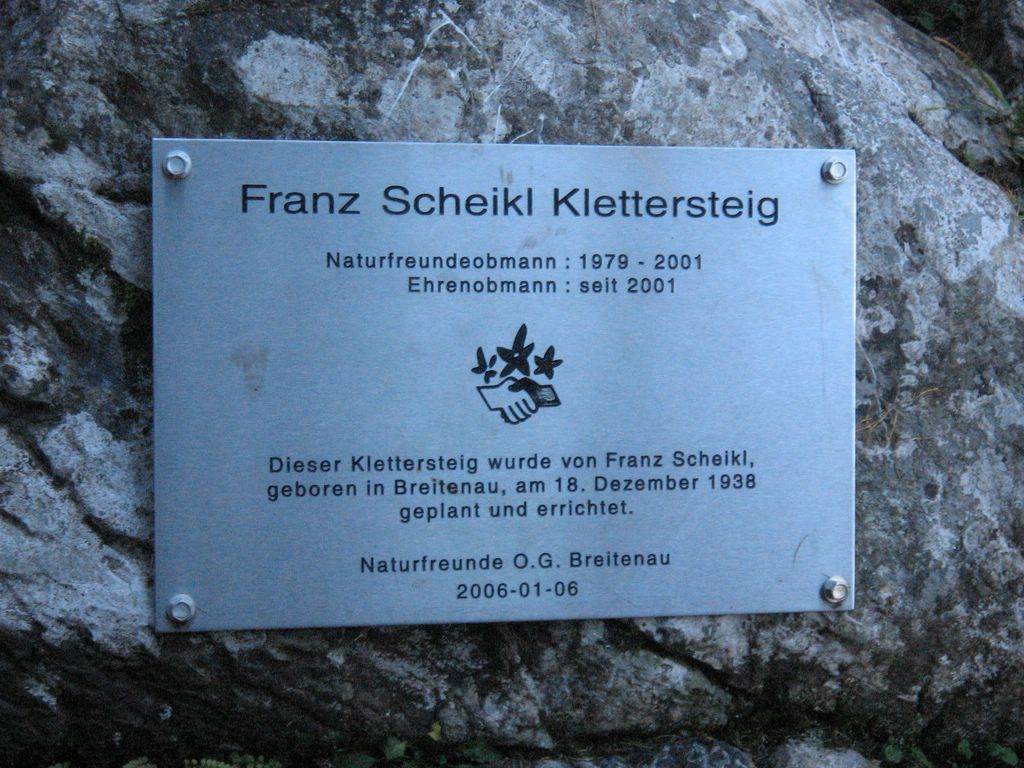 Franz Scheikl Klettersteig
Naturfreundeobmann : 1979 - 2001
Ehrenobmann : seit 2001
Dieser Klettersteig wurde von Franz Scheikl,
geboren in Breitenau, am 18. Dezember 1938
geplant und errichtet.
Naturfreunde O.G. Breitenau
2006-01-06